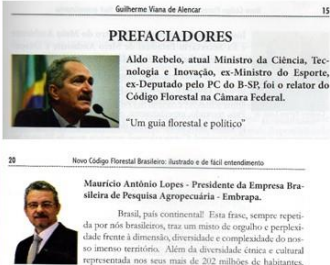 Guilherme Viana de Alencar 15
PREFACIADORES
Aldo Rebelo, atual Ministro da Ciência, Tec-
nologia e Inovação, ex-Ministro do Esporte,
ex-Deputado pelo PC do B-SP, foi o relator do
Código Florestal na Câmara Federal.
"Um guia florestal e político"
20 Novo Código Florestal Brasileiro: ilustrado e de fácil entendimento
Maurício Antônio Lopes - Presidente da Empresa Bra-
sileira de Pesquisa Agropecuária - Embrapa.
Brasil, país continental! Esta frase, sempre repeti-
da por nós brasileiros, traz um misto de orgulho e perplexi-
dade frente à dimensão, diversidade e complexidade do nos-
so imenso território. Além da diversidade étnica e cultural
representada nos seus mais de 202 milhões de habitantes,